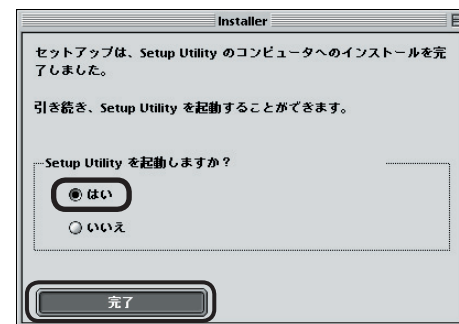 Installer
セットアップは、Setup Utility のコンピュータへのインストールを完
了しました。
引き続き、Setup Utility を起動することができます。
Setup Utility を起動しますか？
はい
いいえ
完了